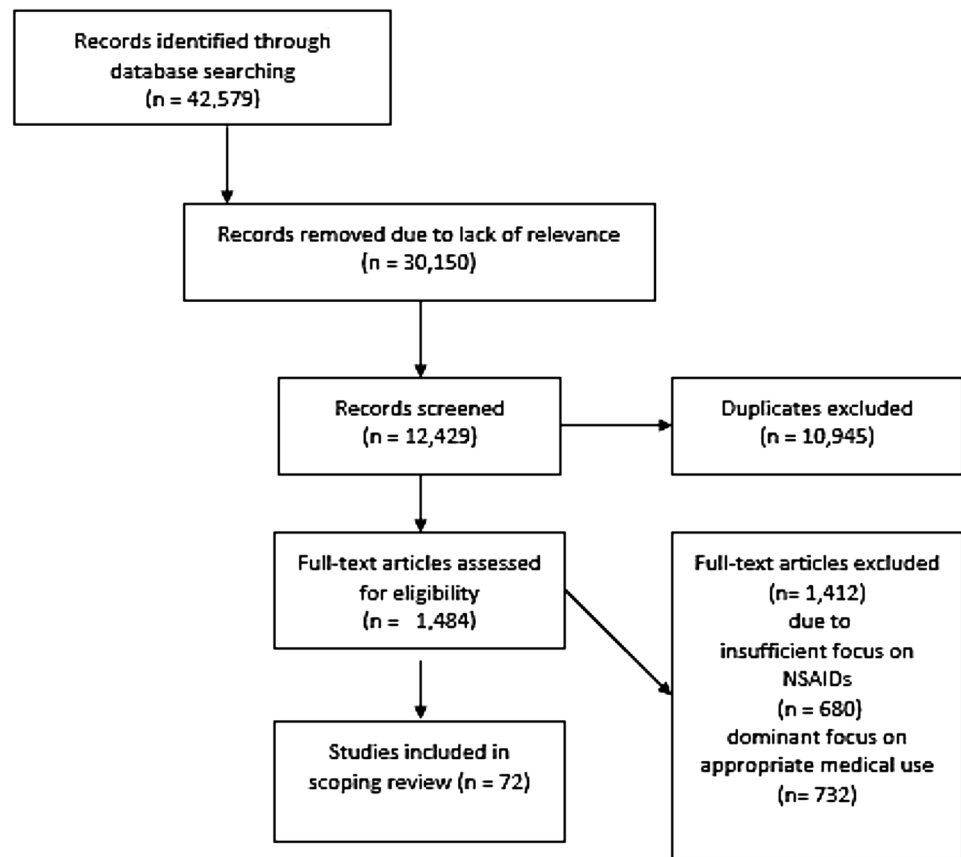 Records identified through
database searching
(n = 42,579)
Records removed due to lack of relevance
(n = 30,150)
Records screened
(n = 12,429)
Duplicates excluded
(n = 10,945)
Full-text articles assessed
for eligibility
(n = 1,484)
Full-text articles excluded
(n= 1,412)
due to
insufficient focus on
NSAIDs
(n = 680)
dominant focus on
appropriate medical use
(n= 732)
Studies included in
scoping review (n = 72)